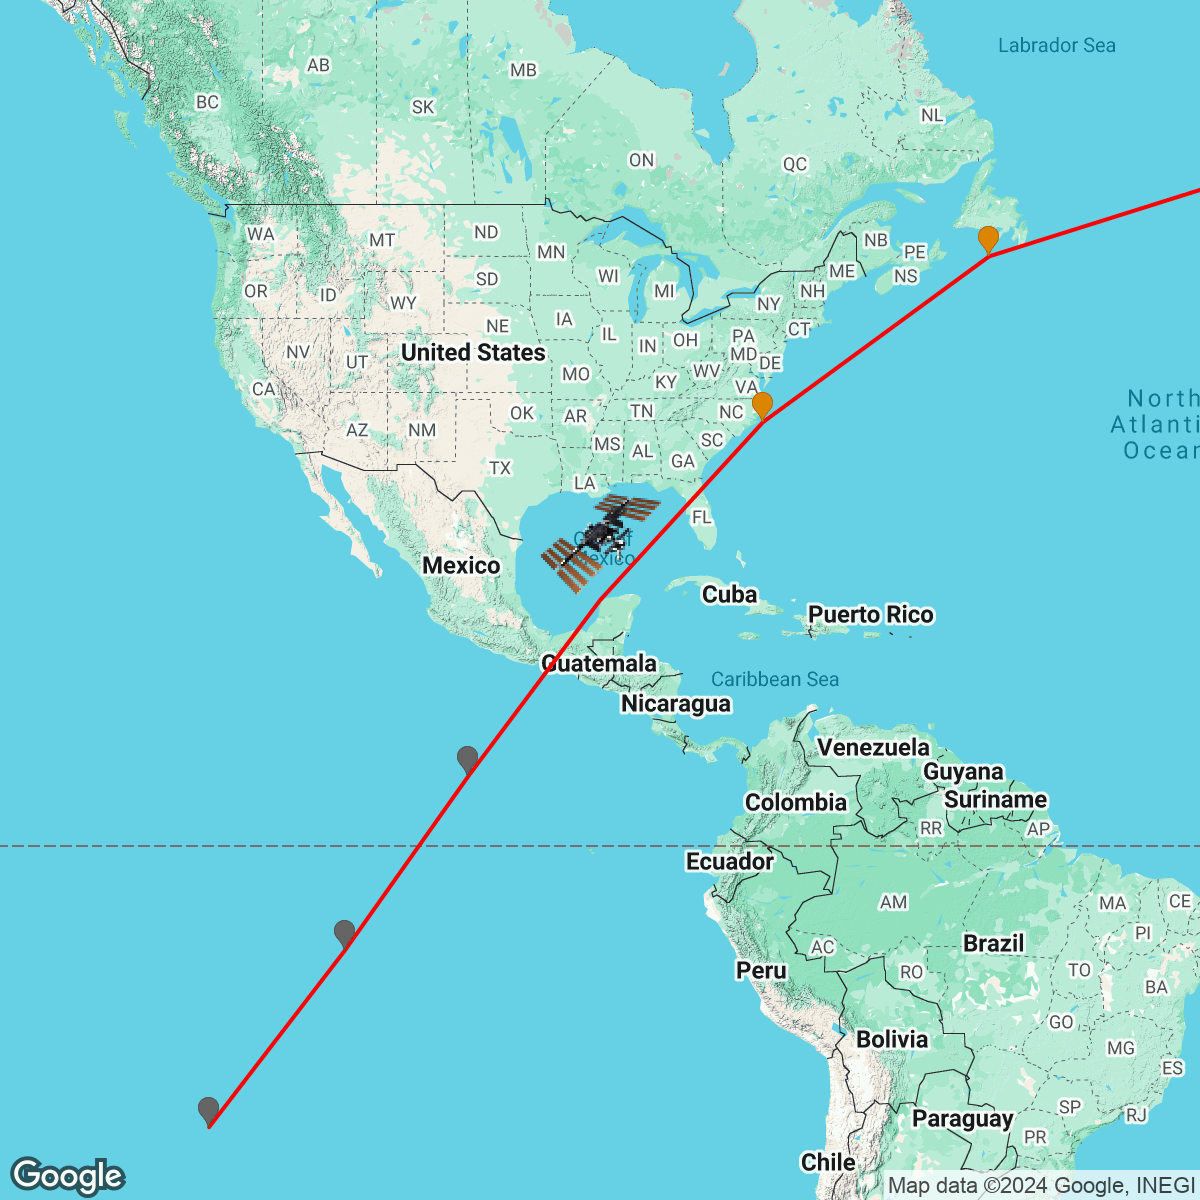 Labrador Sea
AB
MB
BC
SK
NL
ON
QC
WA
MT
ND
MN
NB
PE
ME
NS
OR
ID
WY
SD
WI
MI
NY
NH
NE
IA
IL
IN
OH
PA
CT
NV
UT
United States
MD
DE
MO
KY
WV
VA
CA
AZ
NM
OK
AR
TN
NC
MS
AL
SC
GA
TX
LA
FL
North
Atlanti
Ocean
Mexico
Cuba
Puerto Rico
Guatemala
Caribbean Sea
Nicaragua
Venezuela
Guyana
Colombia
Suriname
RR
AP
Ecuador
AM
MA
CE
PI
AC
Brazil
Peru
RO
TO
BA
GO
Bolivia
MG
ES
SP
RJ
Paraguay
PR
Chile
Google
Map data ©2024 Google, INEGI